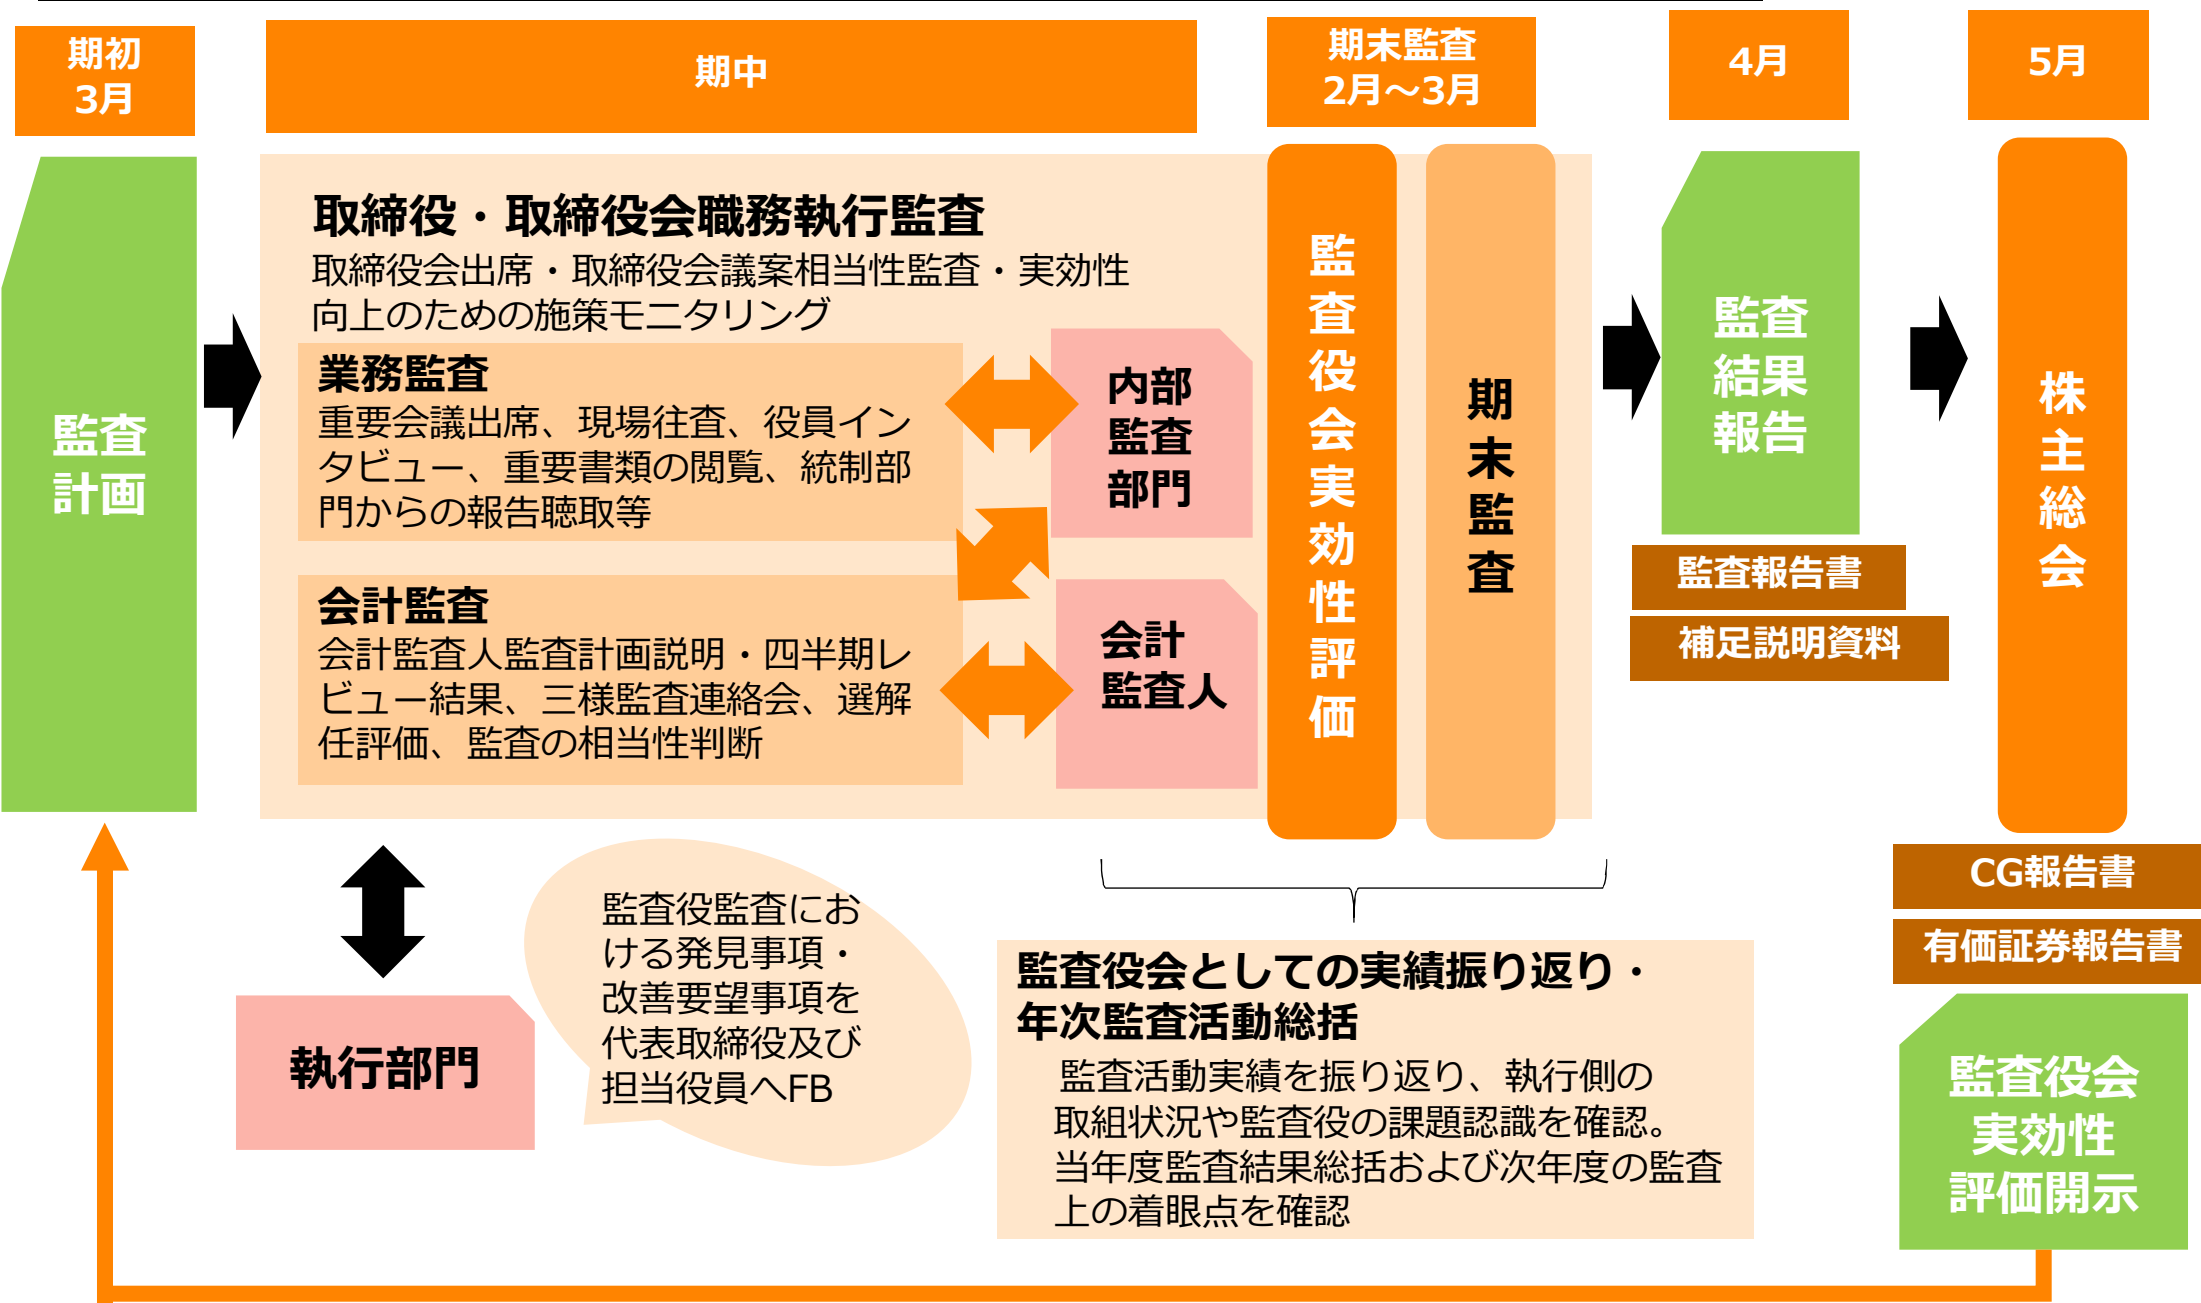 期初
3月
期中
期末監査
2月～3月
4月
5月
監査
計画
取締役・取締役会職務執行監査
取締役会出席・取締役会議案相当性監査・実効性
向上のための施策モニタリング
業務監査
重要会議出席、現場往査、役員イン
タビュー、重要書類の閲覧、統制部
門からの報告聴取等
内部
監査
部門
会計監査
会計監査人監査計画説明・四半期レ
ビュー結果、三様監査連絡会、選解
任評価、監査の相当性判断
会計
監査人
監査役会実効性評価
期末監査
監査
結果
報告
監査報告書
補足説明資料
株主総会
CG報告書
有価証券報告書
監査役会
実効性
評価開示
執行部門
監査役監査にお
ける発見事項・
改善要望事項を
代表取締役及び
担当役員へFB
監査役会としての実績振り返り・
年次監査活動総括
監査活動実績を振り返り、執行側の
取組状況や監査役の課題認識を確認。
当年度監査結果総括および次年度の監査
上の着眼点を確認